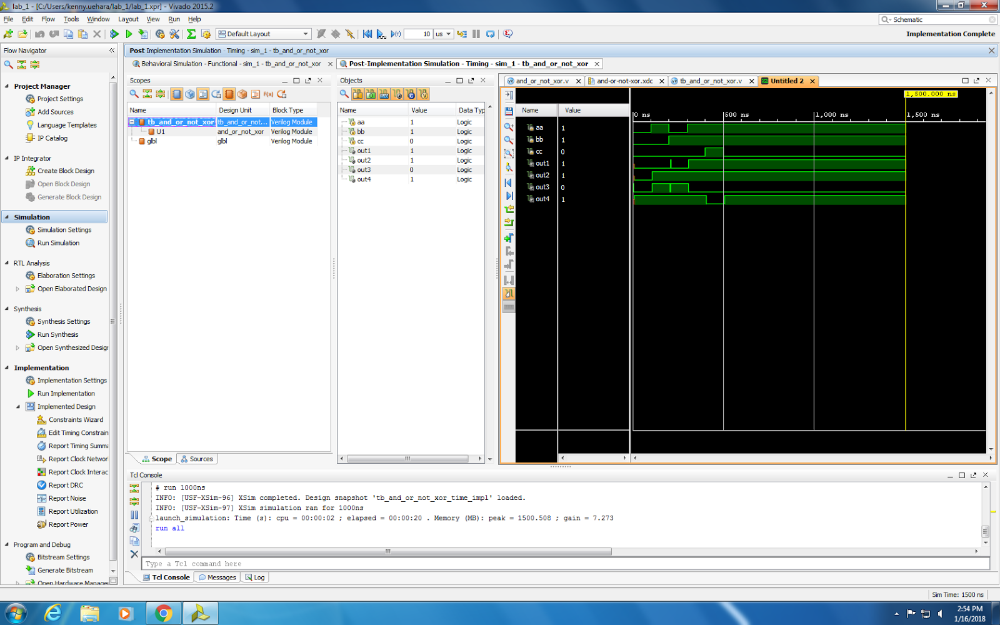 lab_1 - [C:/Users/kenny.uehara/lab_1/lab_1.xpr] - Vivado 2015.2
File Edit Flow Tools Window Layout View Run Help
Schematic
Default Layout
10 us
Implementation Complete
Flow Navigator
Project Manager
Project Settings
Add Sources
Language Templates
IP Catalog
IP Integrator
Create Block Design
Open Block Design
Generate Block Design
Simulation
Simulation Settings
Run Simulation
RTL Analysis
Elaboration Settings
Open Elaborated Design
Synthesis
Synthesis Settings
Run Synthesis
Open Synthesized Design
Implementation
Implementation Settings
Run Implementation
Implemented Design
Constraints Wizard
Edit Timing Constrain
Report Timing Summa
Report Clock Networ
Report Clock Interac
Report DRC
Report Noise
Report Utilization
Report Power
Program and Debug
Bitstream Settings
Generate Bitstream
Open Hardware Manager
Post-Implementation Simulation - Timing - sim_1 - tb_and_or_not_xor
Behavioral Simulation - Functional - sim_1 - tb_and_or_not_xor
Post-Implementation Simulation - Timing - sim_1 - tb_and_or_not_xor
Scopes
F(x)
Name Design Unit Block Type
tb_and_or_not_xor tb_and_or_not... Verilog Module
U1 and_or_not_xor Verilog Module
glbl glbl Verilog Module
Scope Sources
Objects
Name Value Data Typ
aa 1 Logic
bb 1 Logic
cc 0 Logic
out1 1 Logic
out2 1 Logic
out3 0 Logic
out4 1 Logic
and_or_not_xor.v
and-or-not-xor.xdc
tb_and_or_not_xor.v
Untitled 2
1,500.000 ns
Name Value
0 ns 500 ns 1,000 ns 1,500 ns
aa 1
bb 1
cc 0
out1 1
out2 1
out3 0
out4 1
Tcl Console
# run 1000ns
INFO: [USF-XSim-96] XSim completed. Design snapshot 'tb_and_or_not_xor_time_impl' loaded.
INFO: [USF-XSim-97] XSim simulation ran for 1000ns
launch_simulation: Time (s): cpu = 00:00:02 ; elapsed = 00:00:20 . Memory (MB): peak = 1500.508 ; gain = 7.273
run all
Type a Tcl command here
Tcl Console Messages Log
Sim Time: 1500 ns
2:54 PM
1/16/2018